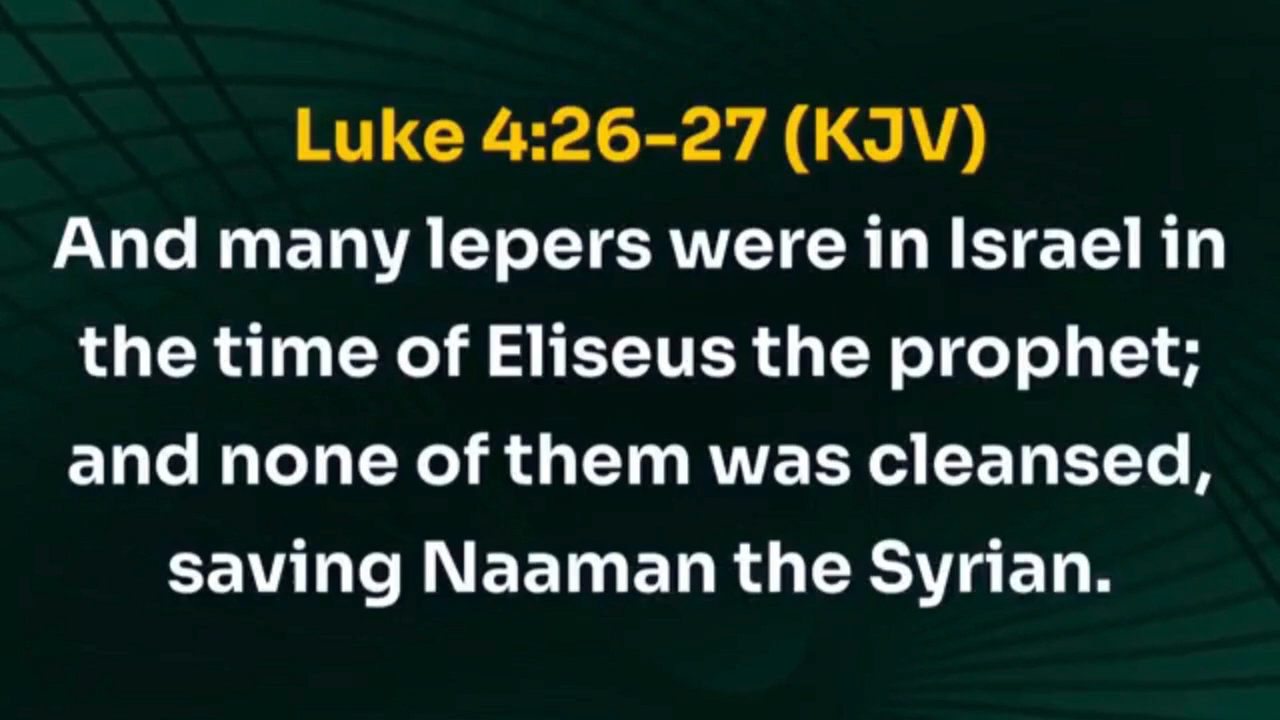 Luke 4:26–27 (KJV)
And many lepers were in Israel in
the time of Eliseus the prophet;
and none of them was cleansed,
saving Naaman the Syrian.